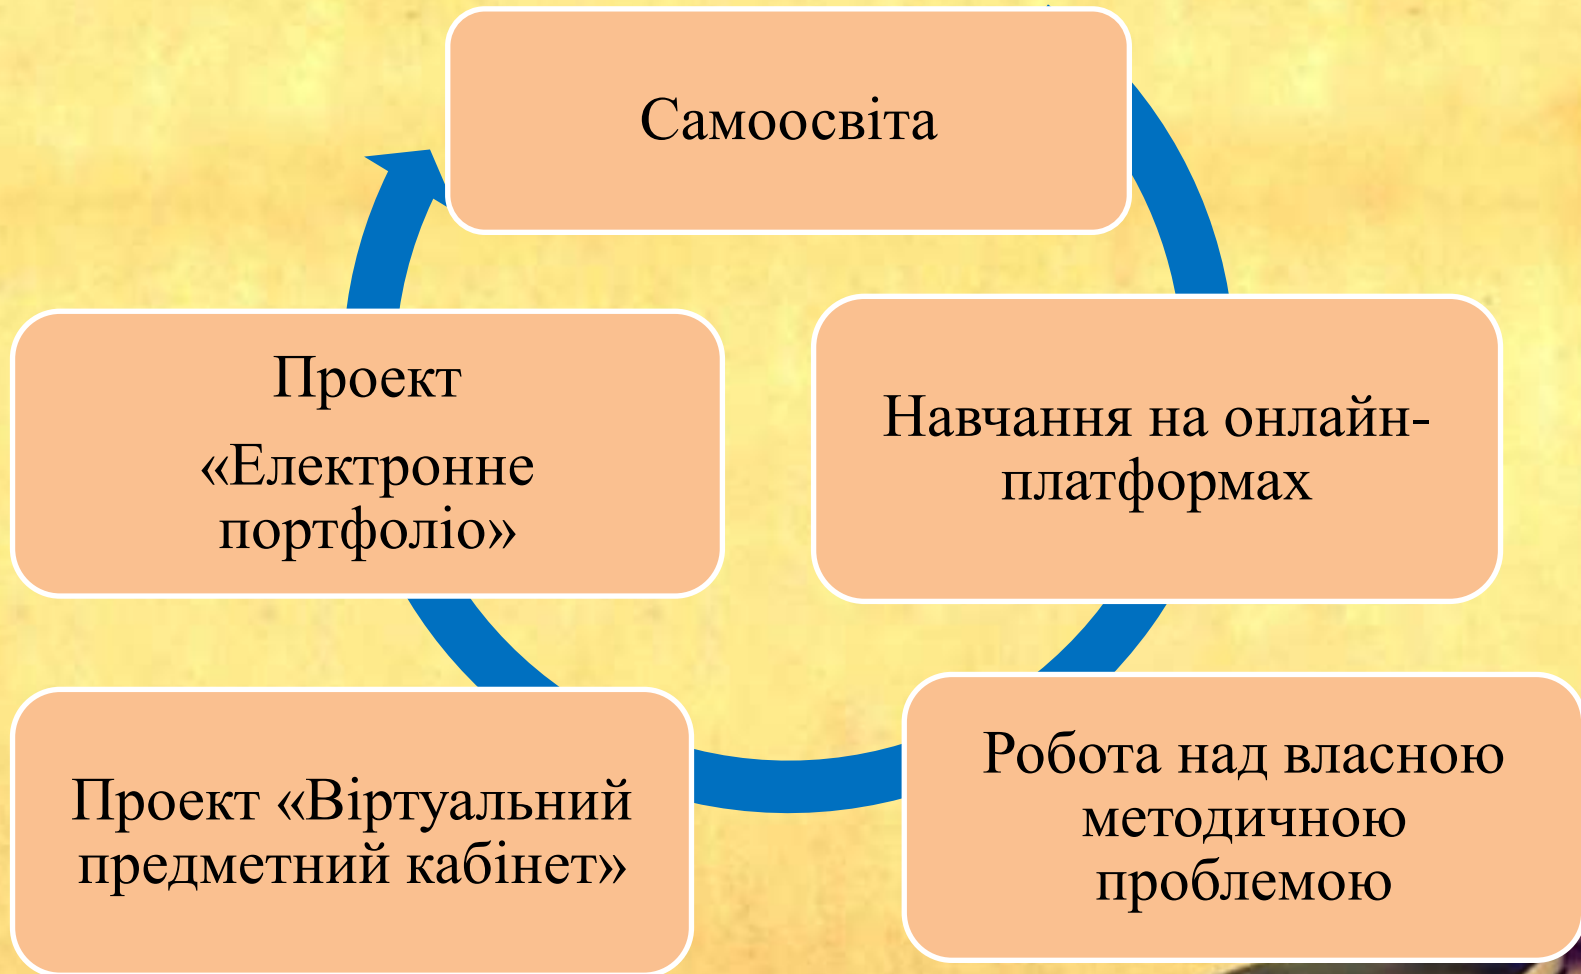 Самоосвіта
Навчання на онлайн-
платформах
Робота над власною
методичною
проблемою
Проект «Віртуальний
предметний кабінет»
Проект
«Електронне
портфоліо»